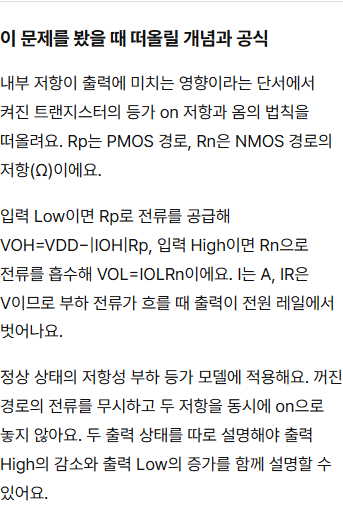 이 문제를 봤을 때 떠올릴 개념과 공식
내부 저항이 출력에 미치는 영향이라는 단서에서
켜진 트랜지스터의 등가 on 저항과 옴의 법칙을
떠올려요. Rp는 PMOS 경로, Rn은 NMOS 경로의
저항(Ω)이에요.
입력 Low이면 Rp로 전류를 공급해
VOH=VDD−|IOH|Rp, 입력 High이면 Rn으로
전류를 흡수해 VOL=IOLRn이에요. I는 A, IR은
V이므로 부하 전류가 흐를 때 출력이 전원 레일에서
벗어나요.
정상 상태의 저항성 부하 등가 모델에 적용해요. 꺼진
경로의 전류를 무시하고 두 저항을 동시에 on으로
놓지 않아요. 두 출력 상태를 따로 설명해야 출력
High의 감소와 출력 Low의 증가를 함께 설명할 수
있어요.